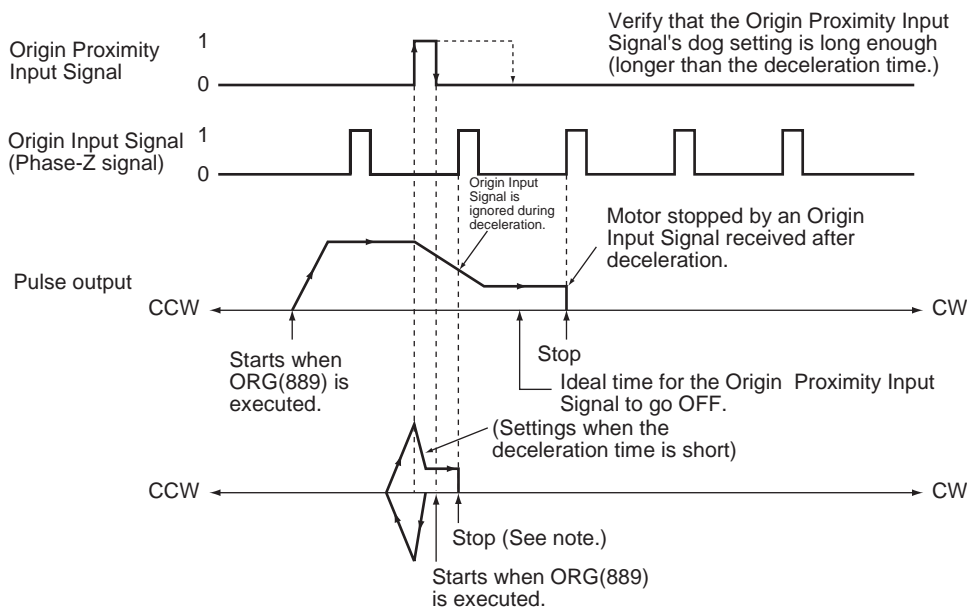 Origin Proximity
Input Signal
1
0
Verify that the Origin Proximity Input
Signal's dog setting is long enough
(longer than the deceleration time.)
Origin Input Signal
(Phase-Z signal)
1
0
Origin Input
Signal is
ignored during
deceleration.
Motor stopped by an Origin
Input Signal received after
deceleration.
Pulse output
CCW
CW
Starts when
ORG(889) is
executed.
Stop
Ideal time for the Origin Proximity Input
Signal to go OFF.
(Settings when the
deceleration time is short)
CCW
CW
Stop (See note.)
Starts when ORG(889)
is executed.